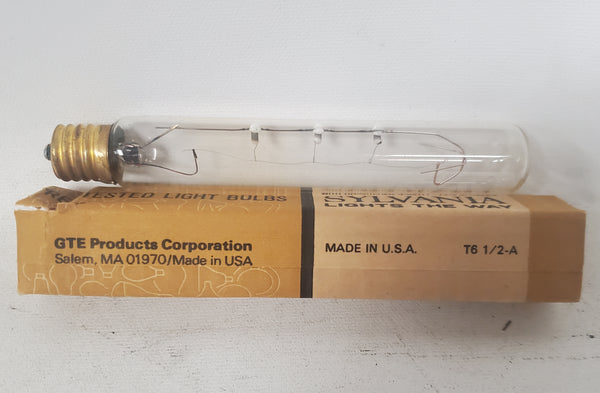 TESTED LIGHT BULBS
GTE Products Corporation
Salem, MA 01970/Made in USA
SYLVANIA
LIGHTS THE WAY
MADE IN U.S.A.
T6 1/2-A